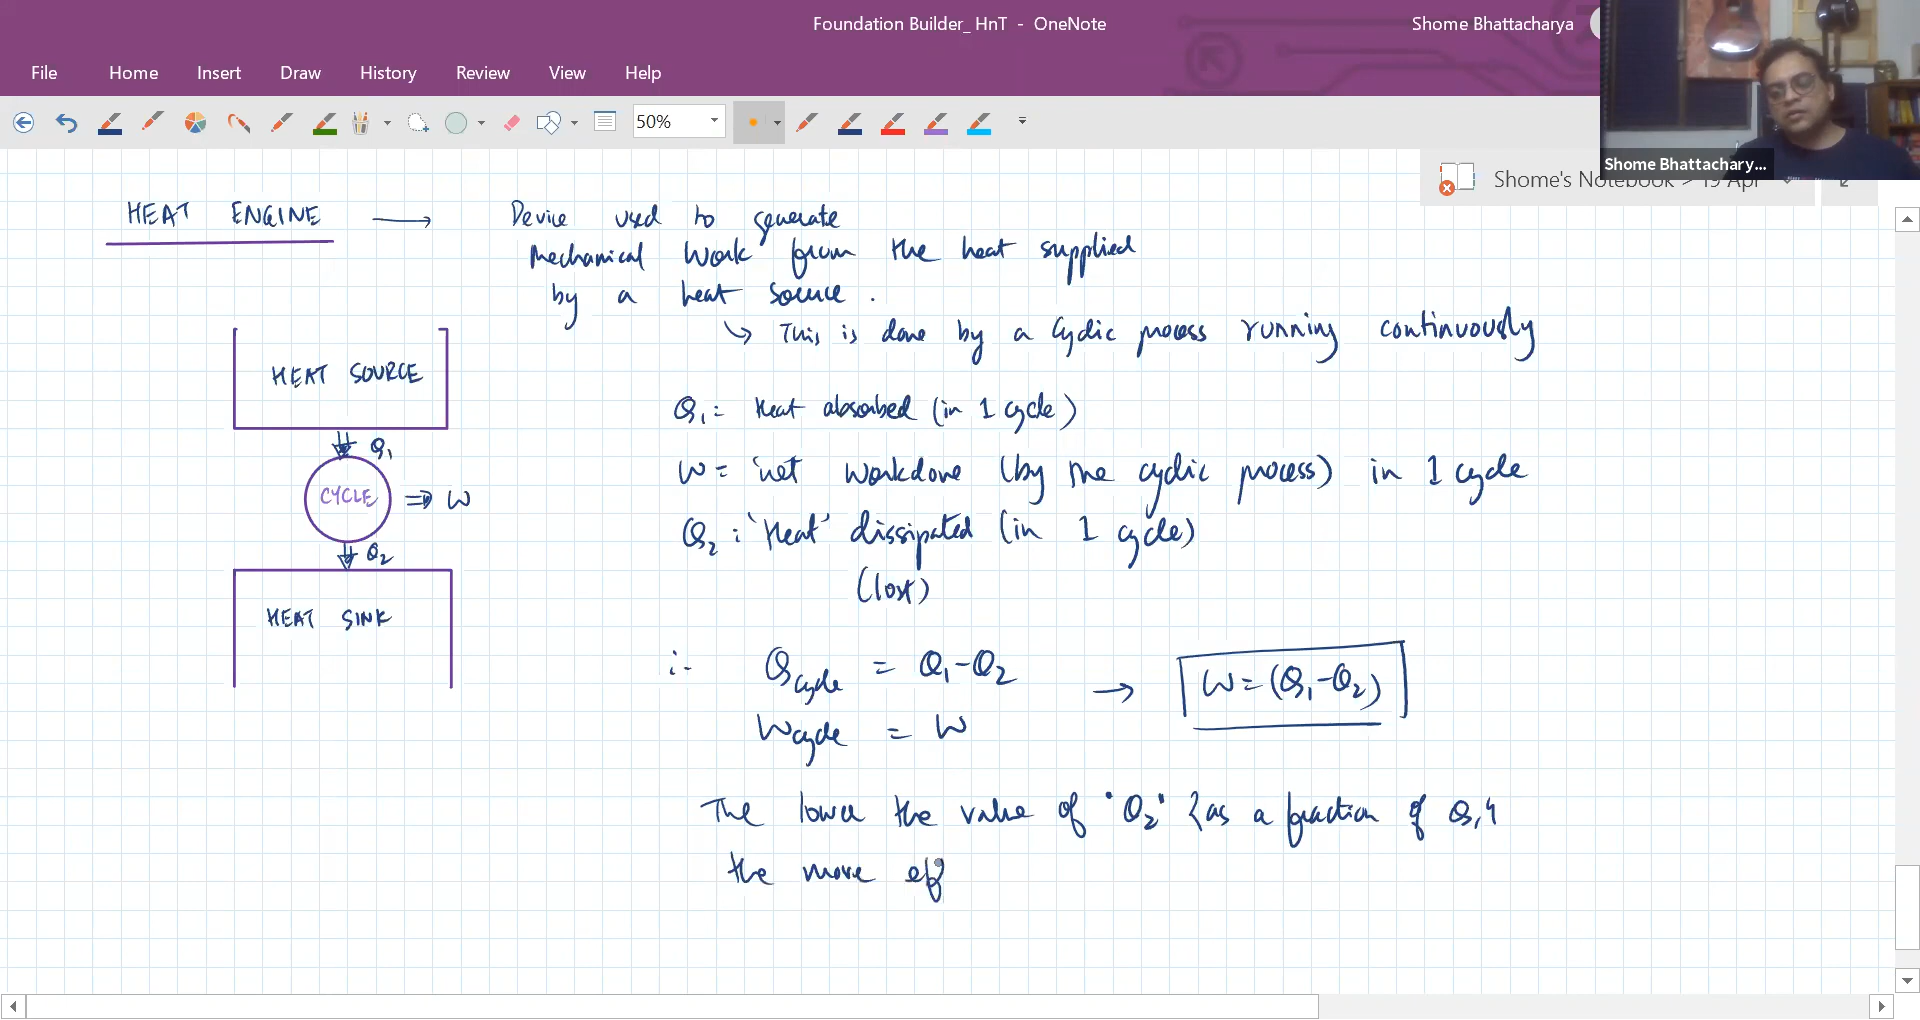 Foundation Builder_ HnT - OneNote
Shome Bhattacharya
File Home Insert Draw History Review View Help
50%
Shome Bhattachary...
Shome's Notebook > 19 Apr
HEAT ENGINE → Device used to generate
Mechanical Work from the heat supplied
by a heat source .
↳ This is done by a cyclic process running continuously
HEAT SOURCE
Q₁
CYCLE ⇒ W
Q₂
HEAT SINK
Q₁ = Heat absorbed (in 1 cycle)
W = 'net workdone (by the cyclic process) in 1 cycle
Q₂ : 'Heat' dissipated (in 1 cycle)
(lost)
∴ Qcycle = Q₁-Q₂ → W = (Q₁-Q₂)
Wcycle = W
The lower the value of "Q₂" {as a fraction of Q₁}
the more eff